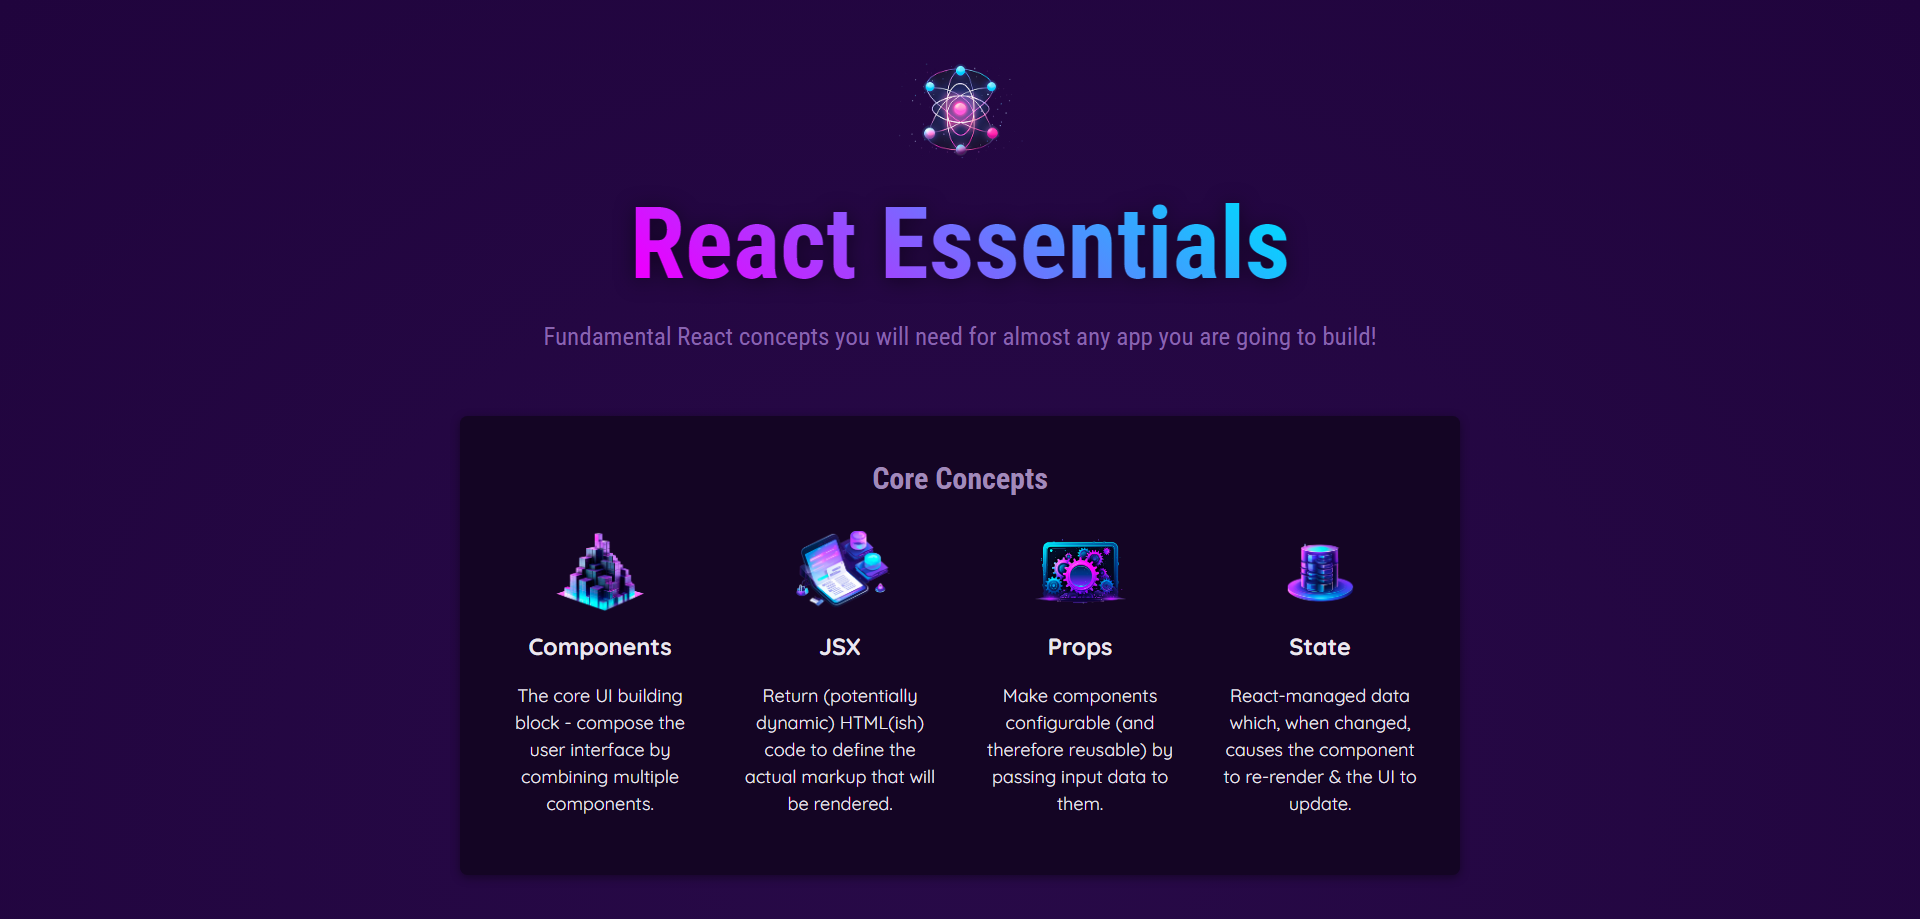 React Essentials
Fundamental React concepts you will need for almost any app you are going to build!
Core Concepts
Components
The core UI building
block - compose the
user interface by
combining multiple
components.
JSX
Return (potentially
dynamic) HTML(ish)
code to define the
actual markup that will
be rendered.
Props
Make components
configurable (and
therefore reusable) by
passing input data to
them.
State
React-managed data
which, when changed,
causes the component
to re-render & the UI to
update.